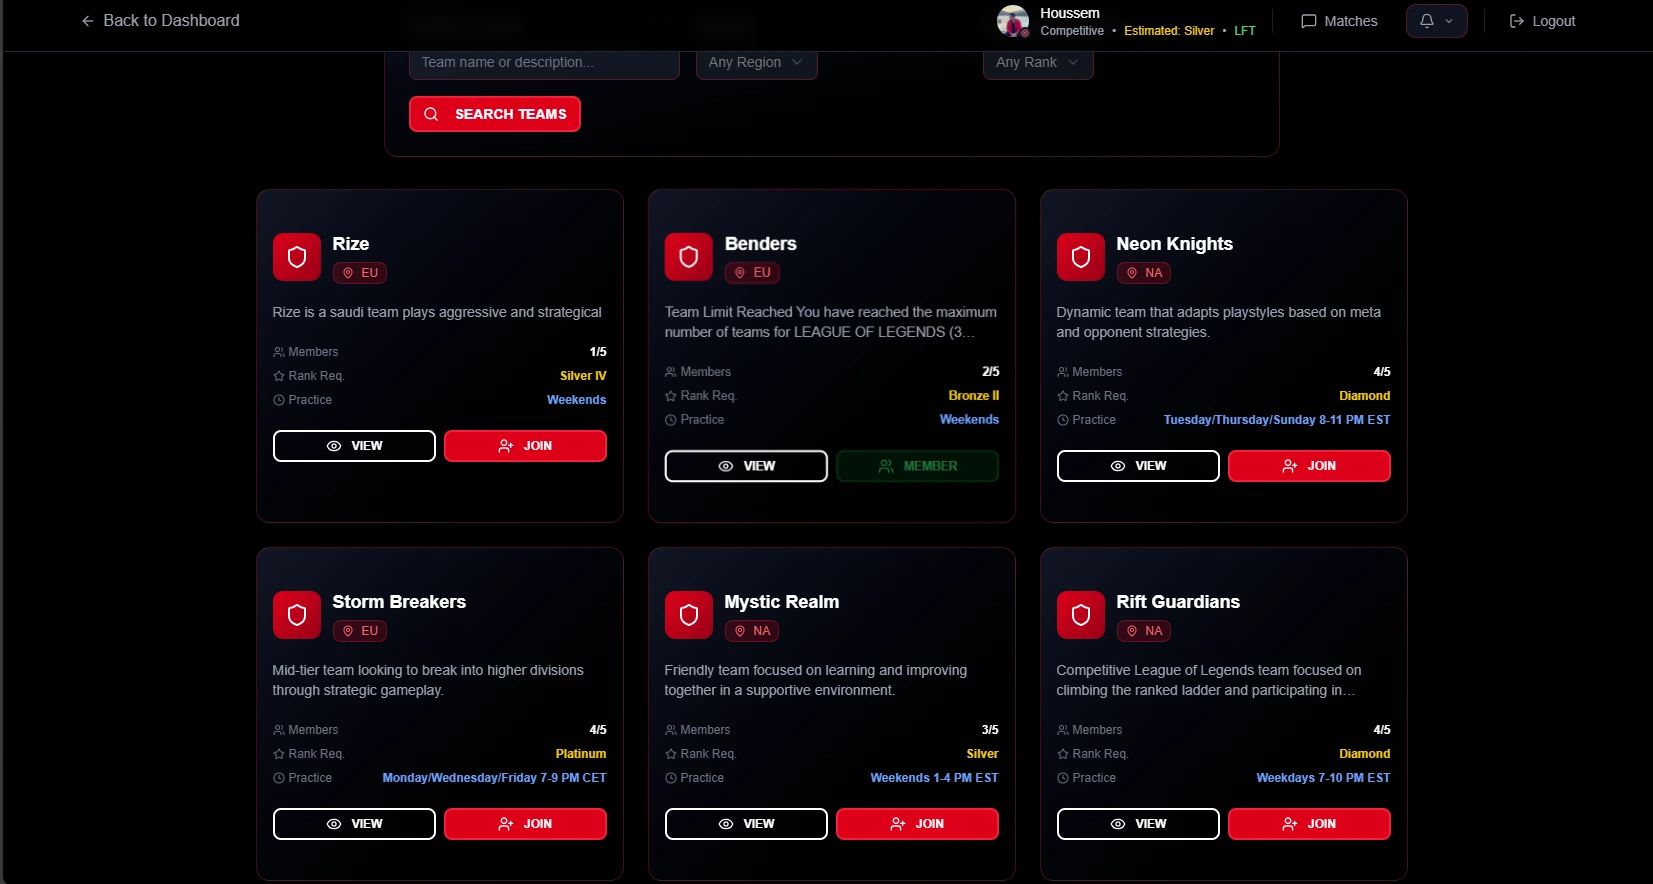 Back to Dashboard
Houssem
Competitive • Estimated: Silver • LFT
Matches
Logout
Team name or description...
Any Region
Any Rank
SEARCH TEAMS
Rize
EU
Rize is a saudi team plays aggressive and strategical
Members 1/5
Rank Req. Silver IV
Practice Weekends
VIEW JOIN
Benders
EU
Team Limit Reached You have reached the maximum
number of teams for LEAGUE OF LEGENDS (3...
Members 2/5
Rank Req. Bronze II
Practice Weekends
VIEW MEMBER
Neon Knights
NA
Dynamic team that adapts playstyles based on meta
and opponent strategies.
Members 4/5
Rank Req. Diamond
Practice Tuesday/Thursday/Sunday 8-11 PM EST
VIEW JOIN
Storm Breakers
EU
Mid-tier team looking to break into higher divisions
through strategic gameplay.
Members 4/5
Rank Req. Platinum
Practice Monday/Wednesday/Friday 7-9 PM CET
VIEW JOIN
Mystic Realm
NA
Friendly team focused on learning and improving
together in a supportive environment.
Members 3/5
Rank Req. Silver
Practice Weekends 1-4 PM EST
VIEW JOIN
Rift Guardians
NA
Competitive League of Legends team focused on
climbing the ranked ladder and participating in...
Members 4/5
Rank Req. Diamond
Practice Weekdays 7-10 PM EST
VIEW JOIN